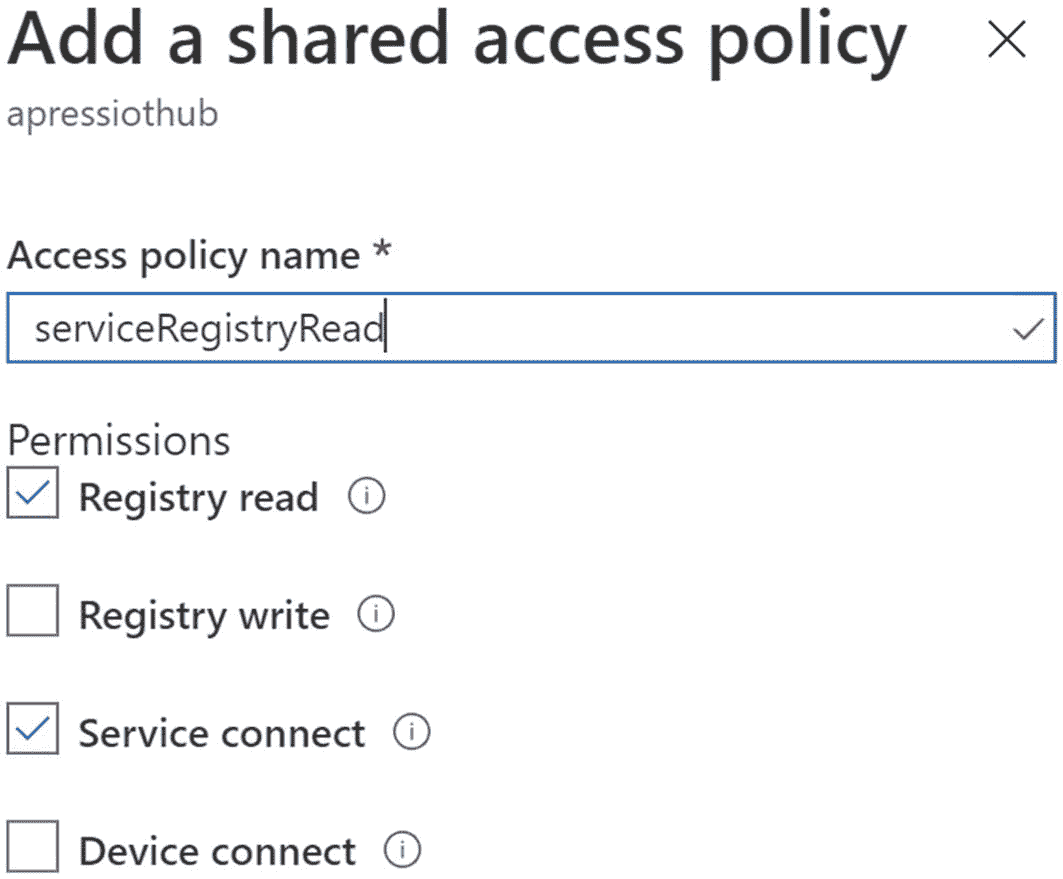 Add a shared access policy
apressiothub
Access policy name *
serviceRegistryRead
Permissions
Registry read
Registry write
Service connect
Device connect